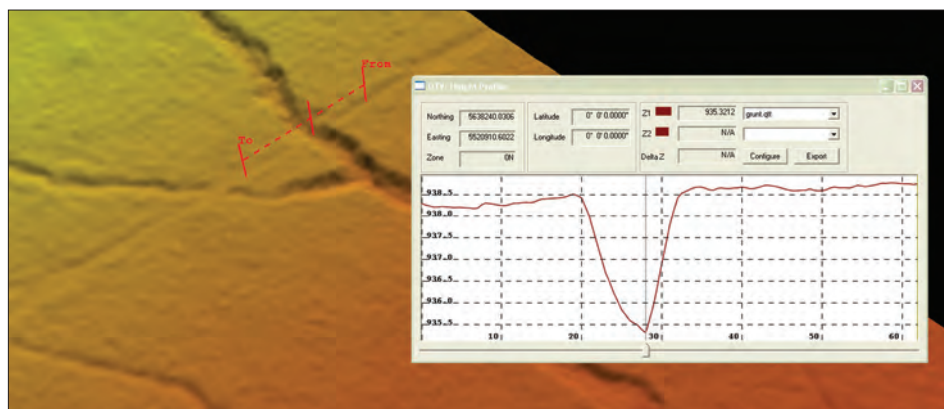 From
To
QTV: Height Profile
Northing 5638240.0306
Easting 5520910.6022
Zone 0N
Latitude 0° 0' 0.0000"
Longitude 0° 0' 0.0000"
Z1 935.3212 grunt.qtt
Z2 N/A
Delta Z N/A Configure Export
938.5
938.0
937.5
937.0
936.5
936.0
935.5
10 20 30 40 50 60